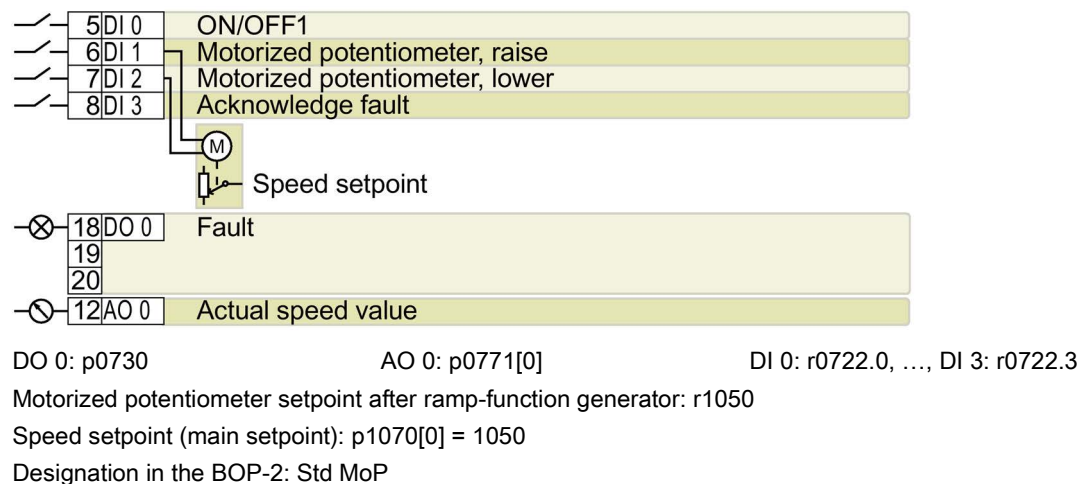 5 DI 0 ON/OFF1
6 DI 1 Motorized potentiometer, raise
7 DI 2 Motorized potentiometer, lower
8 DI 3 Acknowledge fault
M
Speed setpoint
18 DO 0 Fault
19
20
12 AO 0 Actual speed value
DO 0: p0730 AO 0: p0771[0] DI 0: r0722.0, …, DI 3: r0722.3
Motorized potentiometer setpoint after ramp-function generator: r1050
Speed setpoint (main setpoint): p1070[0] = 1050
Designation in the BOP-2: Std MoP